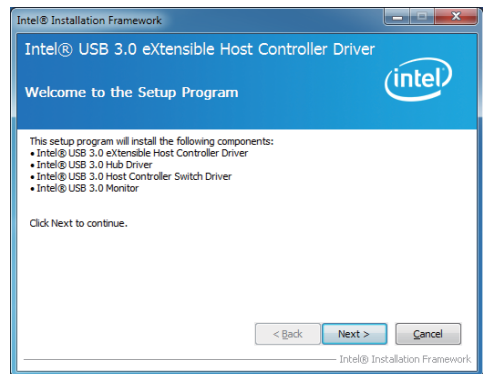 Intel® Installation Framework
Intel® USB 3.0 eXtensible Host Controller Driver
Welcome to the Setup Program
(intel)
This setup program will install the following components:
• Intel® USB 3.0 eXtensible Host Controller Driver
• Intel® USB 3.0 Hub Driver
• Intel® USB 3.0 Host Controller Switch Driver
• Intel® USB 3.0 Monitor
Click Next to continue.
< Back Next > Cancel
Intel® Installation Framework